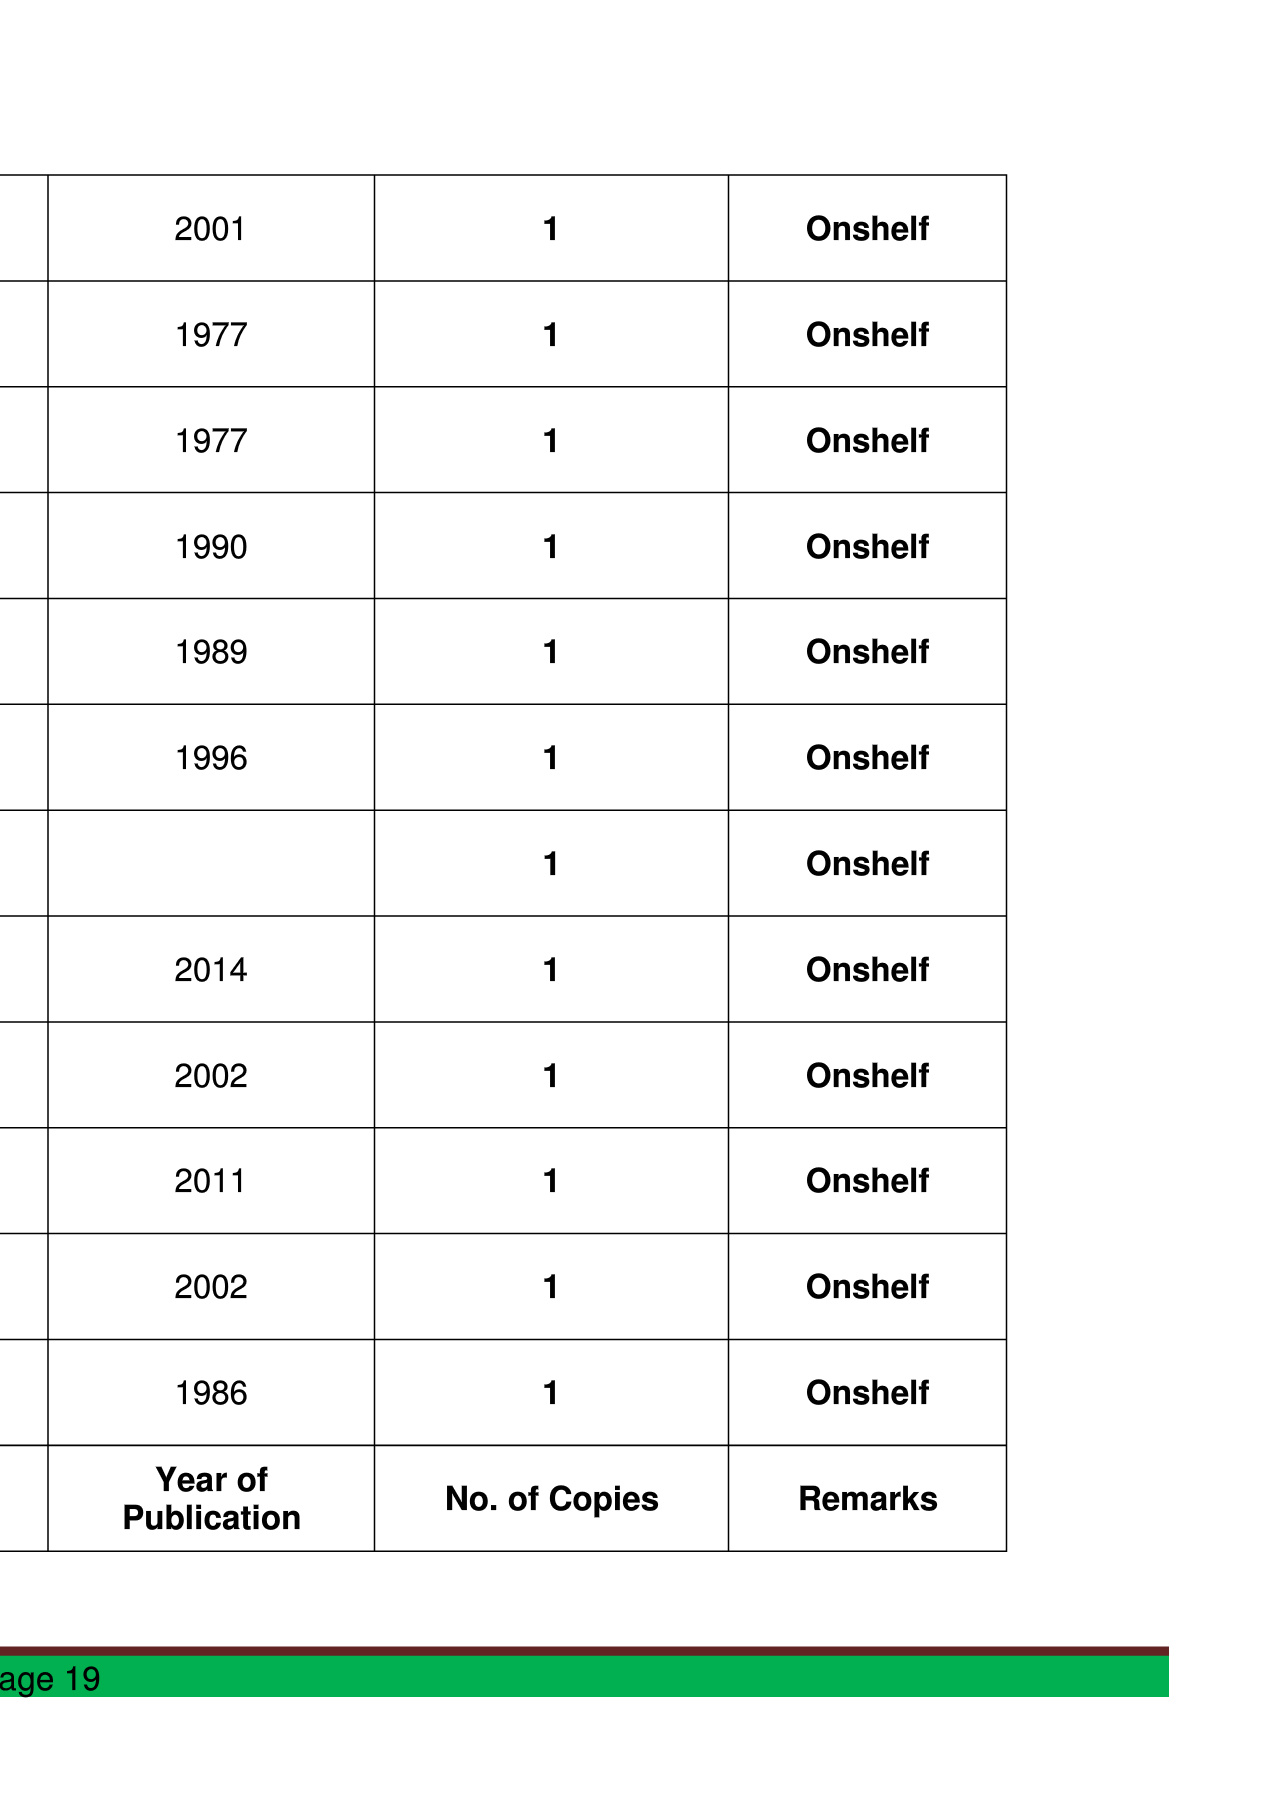 2001 1 Onshelf
1977 1 Onshelf
1977 1 Onshelf
1990 1 Onshelf
1989 1 Onshelf
1996 1 Onshelf
1 Onshelf
2014 1 Onshelf
2002 1 Onshelf
2011 1 Onshelf
2002 1 Onshelf
1986 1 Onshelf
Year of
Publication No. of Copies Remarks
age 19